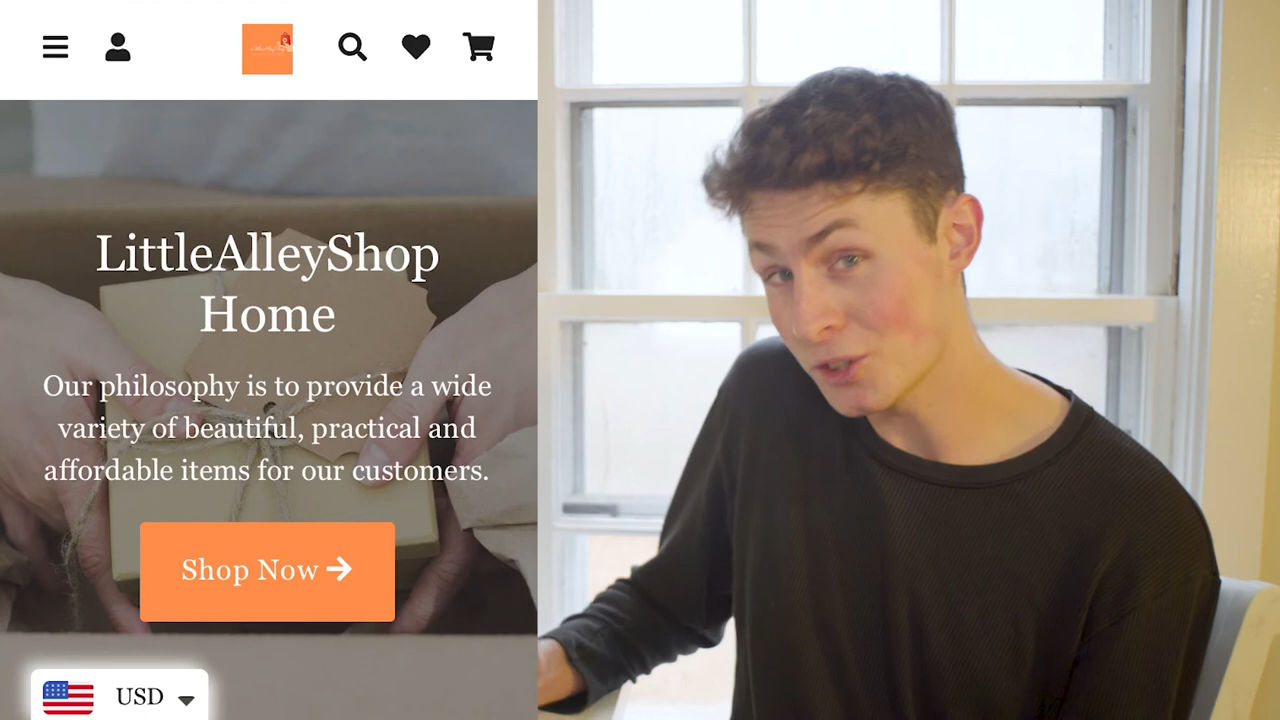 LittleAlleyShop
Home
Our philosophy is to provide a wide
variety of beautiful, practical and
affordable items for our customers.
Shop Now
USD